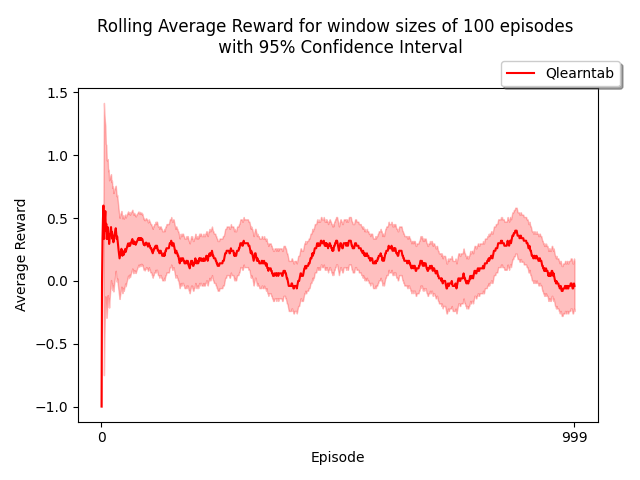 Rolling Average Reward for window sizes of 100 episodes
with 95% Confidence Interval
Qlearntab
1.5
1.0
0.5
0.0
−0.5
−1.0
Average Reward
0
999
Episode